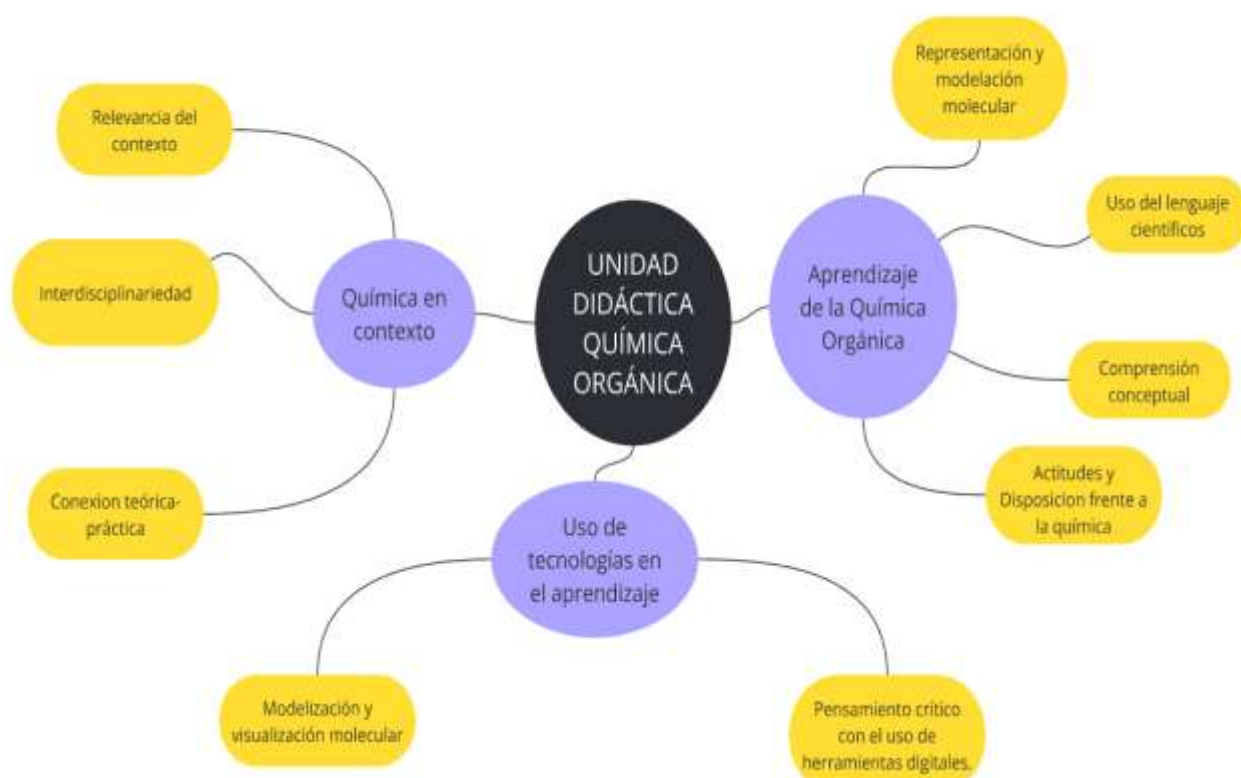 Representación y
modelación
molecular
Relevancia del
contexto
Uso del lenguaje
científicos
Interdisciplinariedad
Química en
contexto
UNIDAD
DIDÁCTICA
QUÍMICA
ORGÁNICA
Aprendizaje
de la Química
Orgánica
Comprensión
conceptual
Conexion teórica-
práctica
Actitudes y
Disposicion frente a
la química
Uso de
tecnologías en
el aprendizaje
Modelización y
visualización molecular
Pensamiento crítico
con el uso de
herramientas digitales.